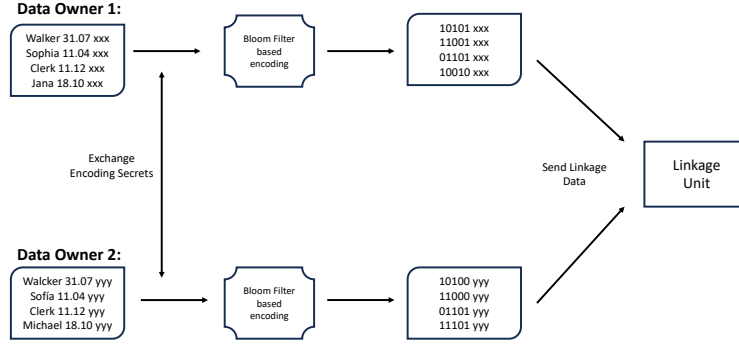 Data Owner 1:
Walker 31.07 xxx
Sophia 11.04 xxx
Clerk 11.12 xxx
Jana 18.10 xxx
Bloom Filter
based
encoding
10101 xxx
11001 xxx
01101 xxx
10010 xxx
Exchange
Encoding Secrets
Send Linkage
Data
Linkage
Unit
Data Owner 2:
Walcker 31.07 yyy
Sofía 11.04 yyy
Clerk 11.12 yyy
Michael 18.10 yyy
Bloom Filter
based
encoding
10100 yyy
11000 yyy
01101 yyy
11101 yyy